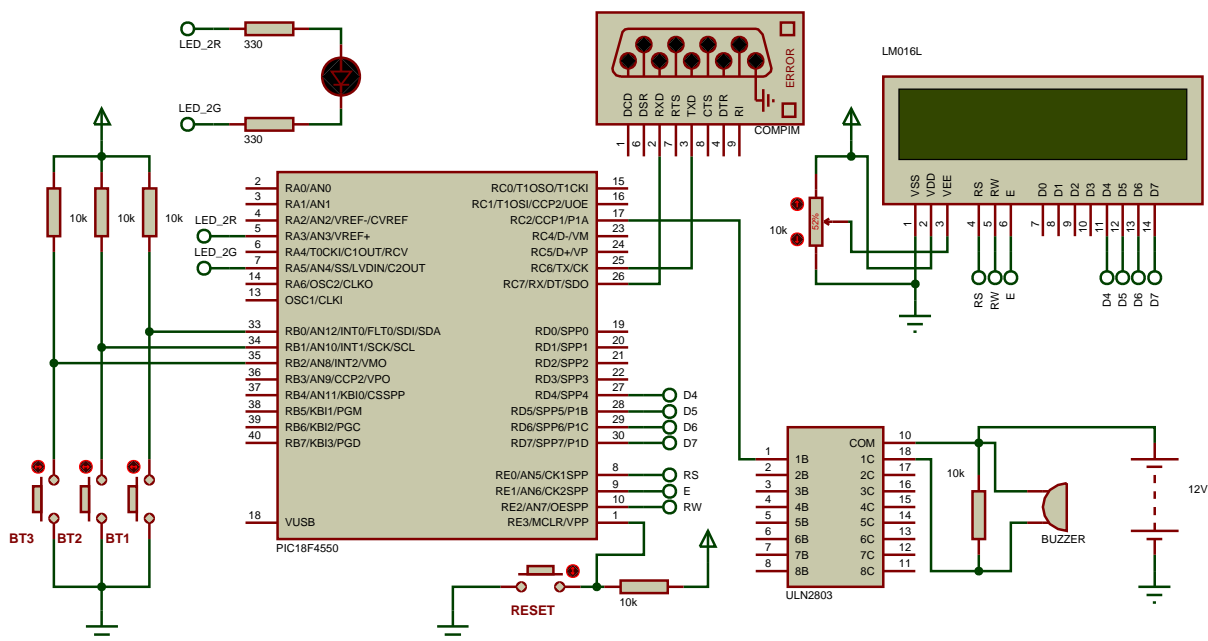 LED_2R
330
LED_2G
330
ERROR
DCD
DSR
RXD
RTS
TXD
CTS
DTR
RI
1
6
2
7
3
8
4
9
COMPIM
LM016L
VSS
VDD
VEE
RS
RW
E
D0
D1
D2
D3
D4
D5
D6
D7
1
2
3
4
5
6
7
8
9
10
11
12
13
14
RS
RW
E
D4
D5
D6
D7
52%
10k
10k
10k
10k
LED_2R
LED_2G
2 RA0/AN0
3 RA1/AN1
4 RA2/AN2/VREF-/CVREF
5 RA3/AN3/VREF+
6 RA4/T0CKI/C1OUT/RCV
7 RA5/AN4/SS/LVDIN/C2OUT
14 RA6/OSC2/CLKO
13 OSC1/CLKI
33 RB0/AN12/INT0/FLT0/SDI/SDA
34 RB1/AN10/INT1/SCK/SCL
35 RB2/AN8/INT2/VMO
36 RB3/AN9/CCP2/VPO
37 RB4/AN11/KBI0/CSSPP
38 RB5/KBI1/PGM
39 RB6/KBI2/PGC
40 RB7/KBI3/PGD
18 VUSB
RC0/T1OSO/T1CKI 15
RC1/T1OSI/CCP2/UOE 16
RC2/CCP1/P1A 17
RC4/D-/VM 23
RC5/D+/VP 24
RC6/TX/CK 25
RC7/RX/DT/SDO 26
RD0/SPP0 19
RD1/SPP1 20
RD2/SPP2 21
RD3/SPP3 22
RD4/SPP4 27 D4
RD5/SPP5/P1B 28 D5
RD6/SPP6/P1C 29 D6
RD7/SPP7/P1D 30 D7
RE0/AN5/CK1SPP 8 RS
RE1/AN6/CK2SPP 9 E
RE2/AN7/OESPP 10 RW
RE3/MCLR/VPP 1
PIC18F4550
BT3
BT2
BT1
RESET
10k
1 1B
2 2B
3 3B
4 4B
5 5B
6 6B
7 7B
8 8B
COM 10
1C 18
2C 17
3C 16
4C 15
5C 14
6C 13
7C 12
8C 11
ULN2803
10k
BUZZER
12V